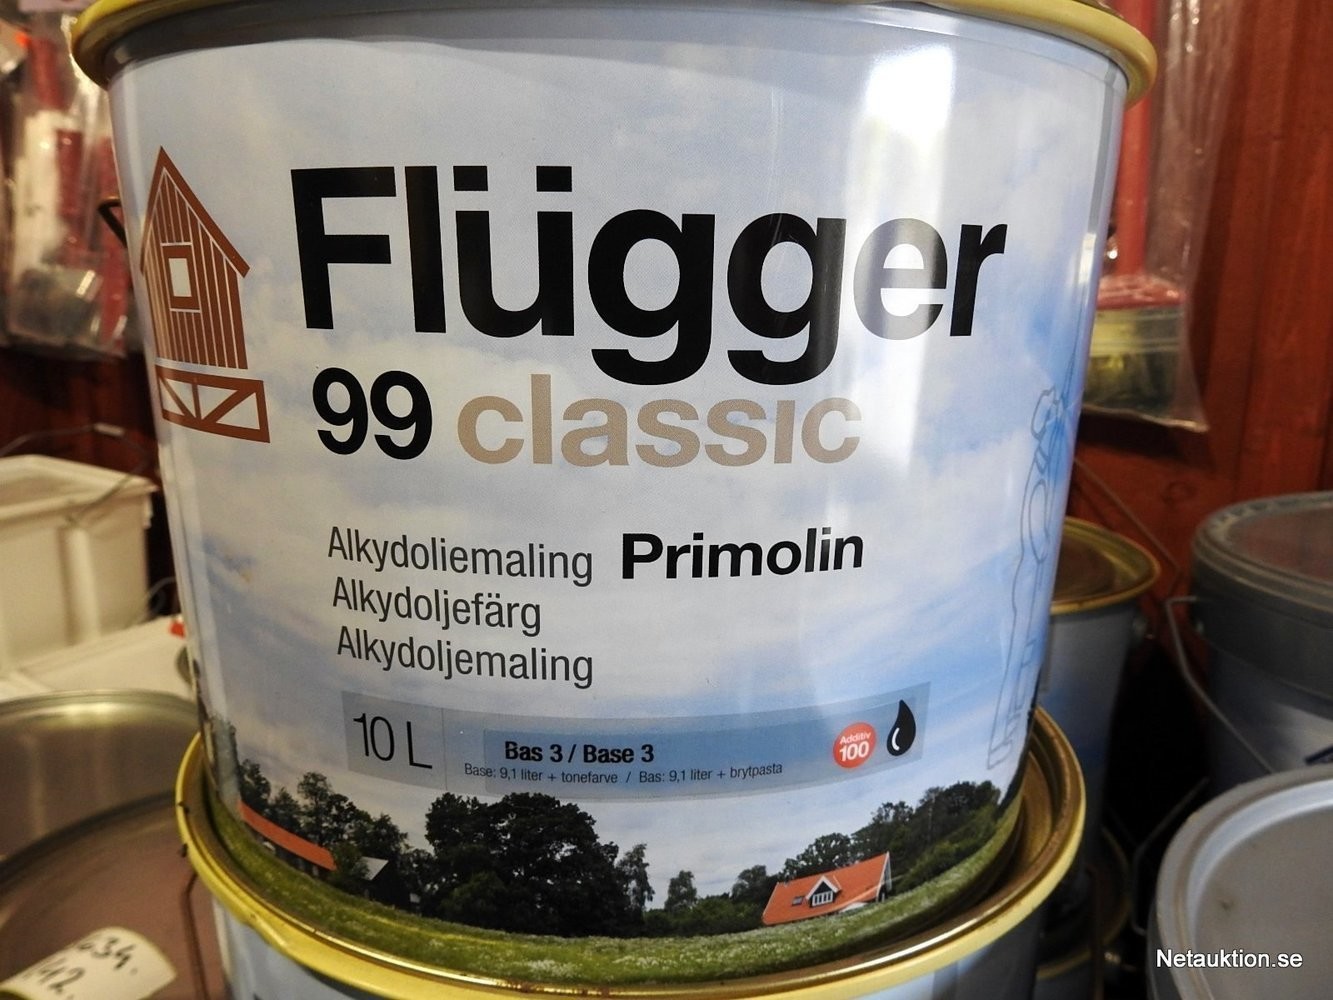 Flügger
99 classic
Alkydoliemaling Primolin
Alkydoljefärg
Alkydoljemaling
10 L
Bas 3 / Base 3
Base: 9,1 liter + tonefarve / Bas: 9,1 liter + brytpasta
Additiv
100
634.
Netauktion.se